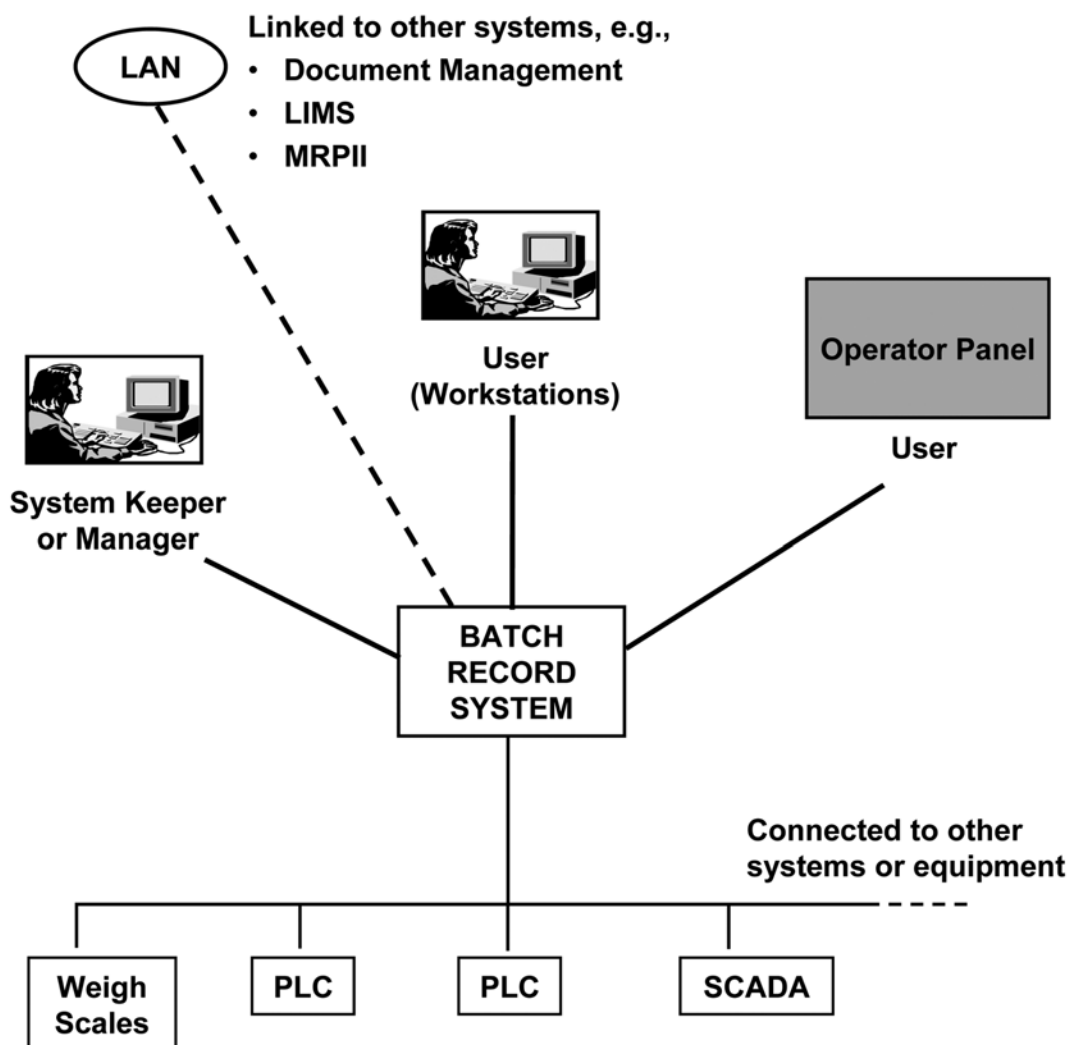 LAN
Linked to other systems, e.g.,
• Document Management
• LIMS
• MRPII
User
(Workstations)
Operator Panel
User
System Keeper
or Manager
BATCH
RECORD
SYSTEM
Connected to other
systems or equipment
Weigh
Scales
PLC
PLC
SCADA